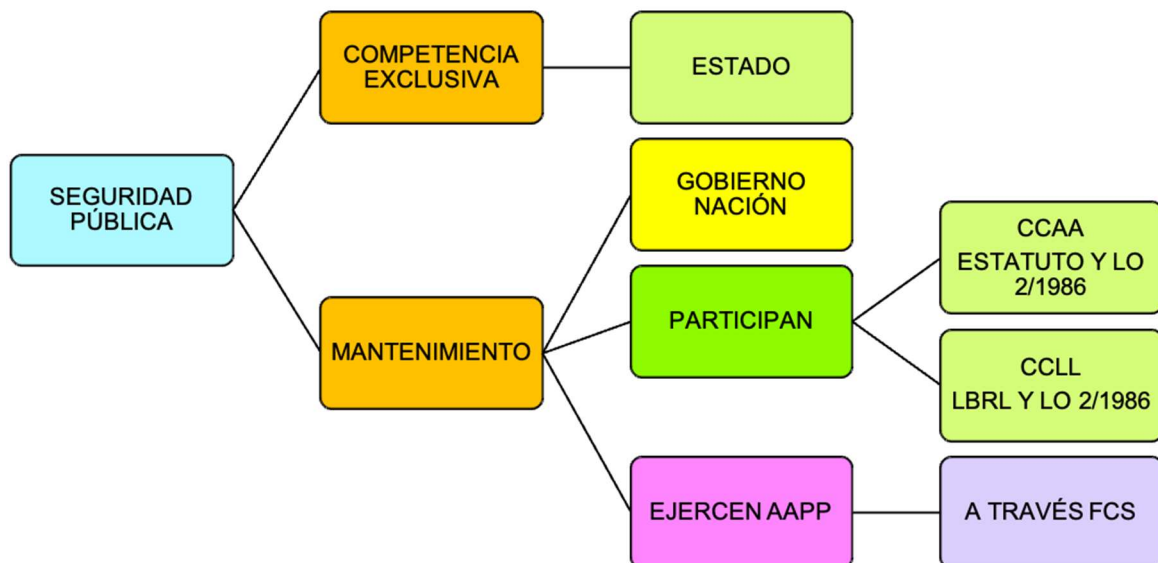 SEGURIDAD
PÚBLICA
COMPETENCIA
EXCLUSIVA
ESTADO
MANTENIMIENTO
GOBIERNO
NACIÓN
PARTICIPAN
CCAA
ESTATUTO Y LO
2/1986
CCLL
LBRL Y LO 2/1986
EJERCEN AAPP
A TRAVÉS FCS